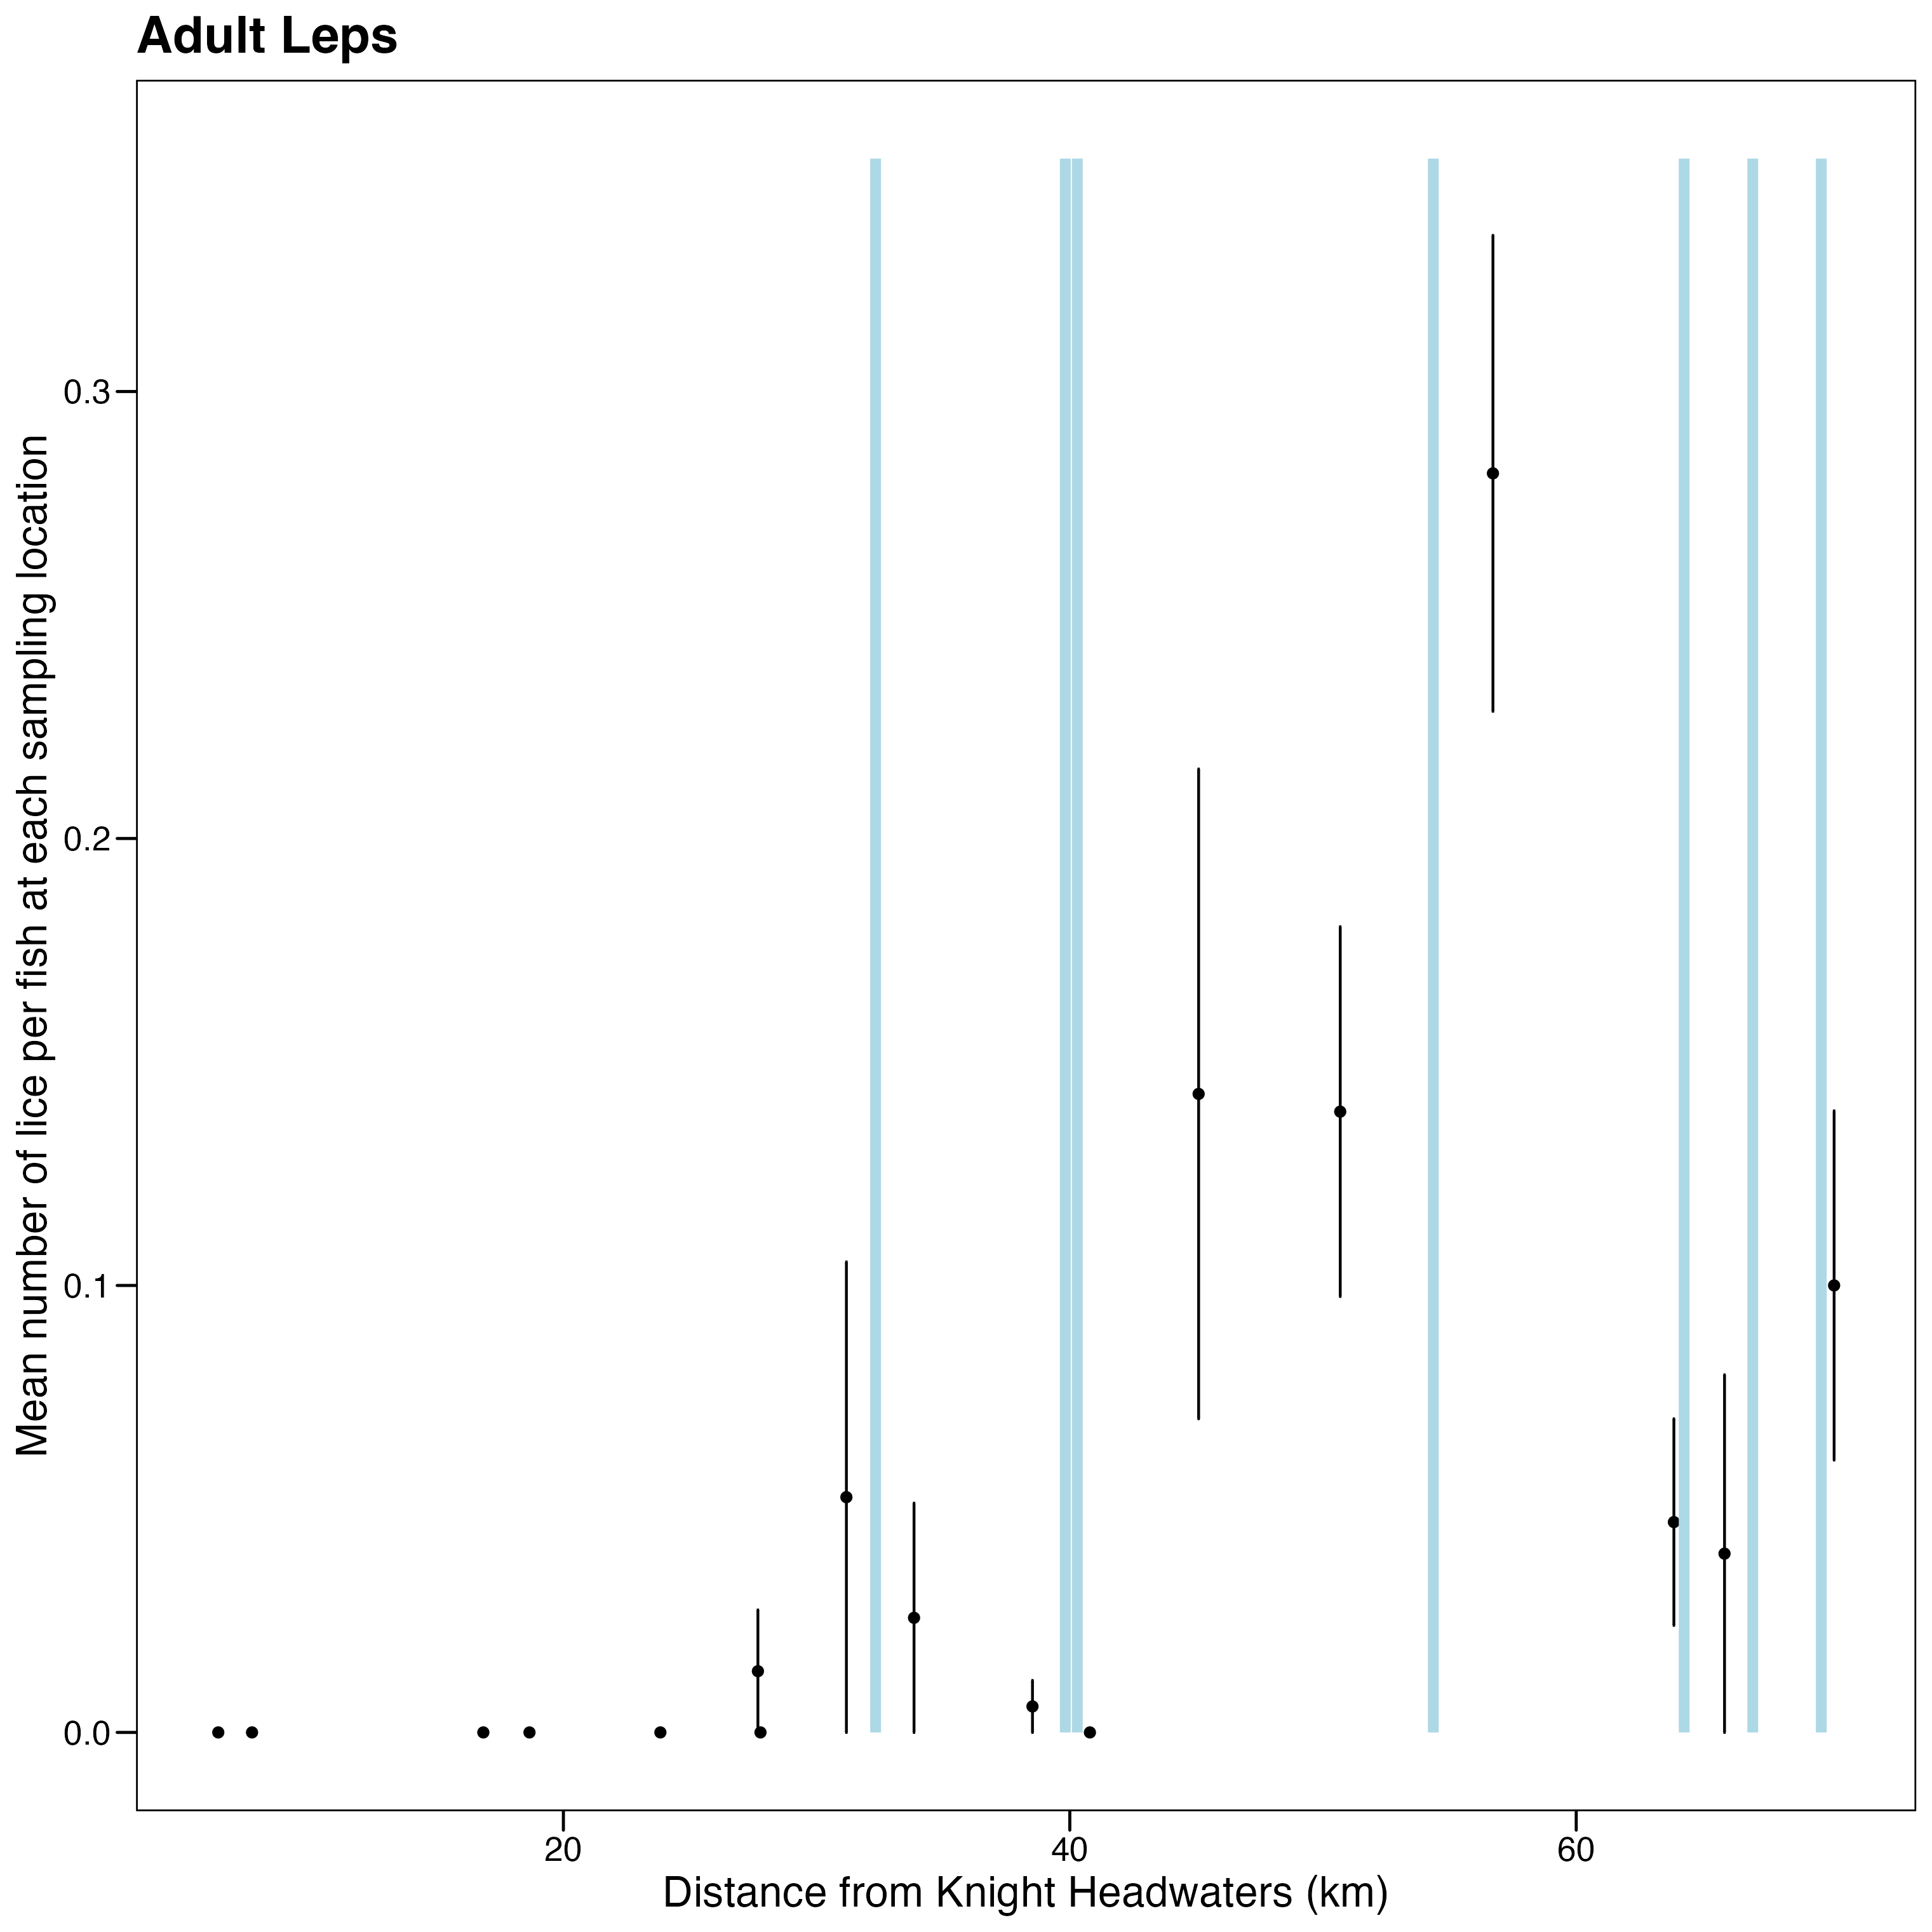 Adult Leps
Mean number of lice per fish at each sampling location
0.3
0.2
0.1
0.0
20
40
60
Distance from Knight Headwaters (km)